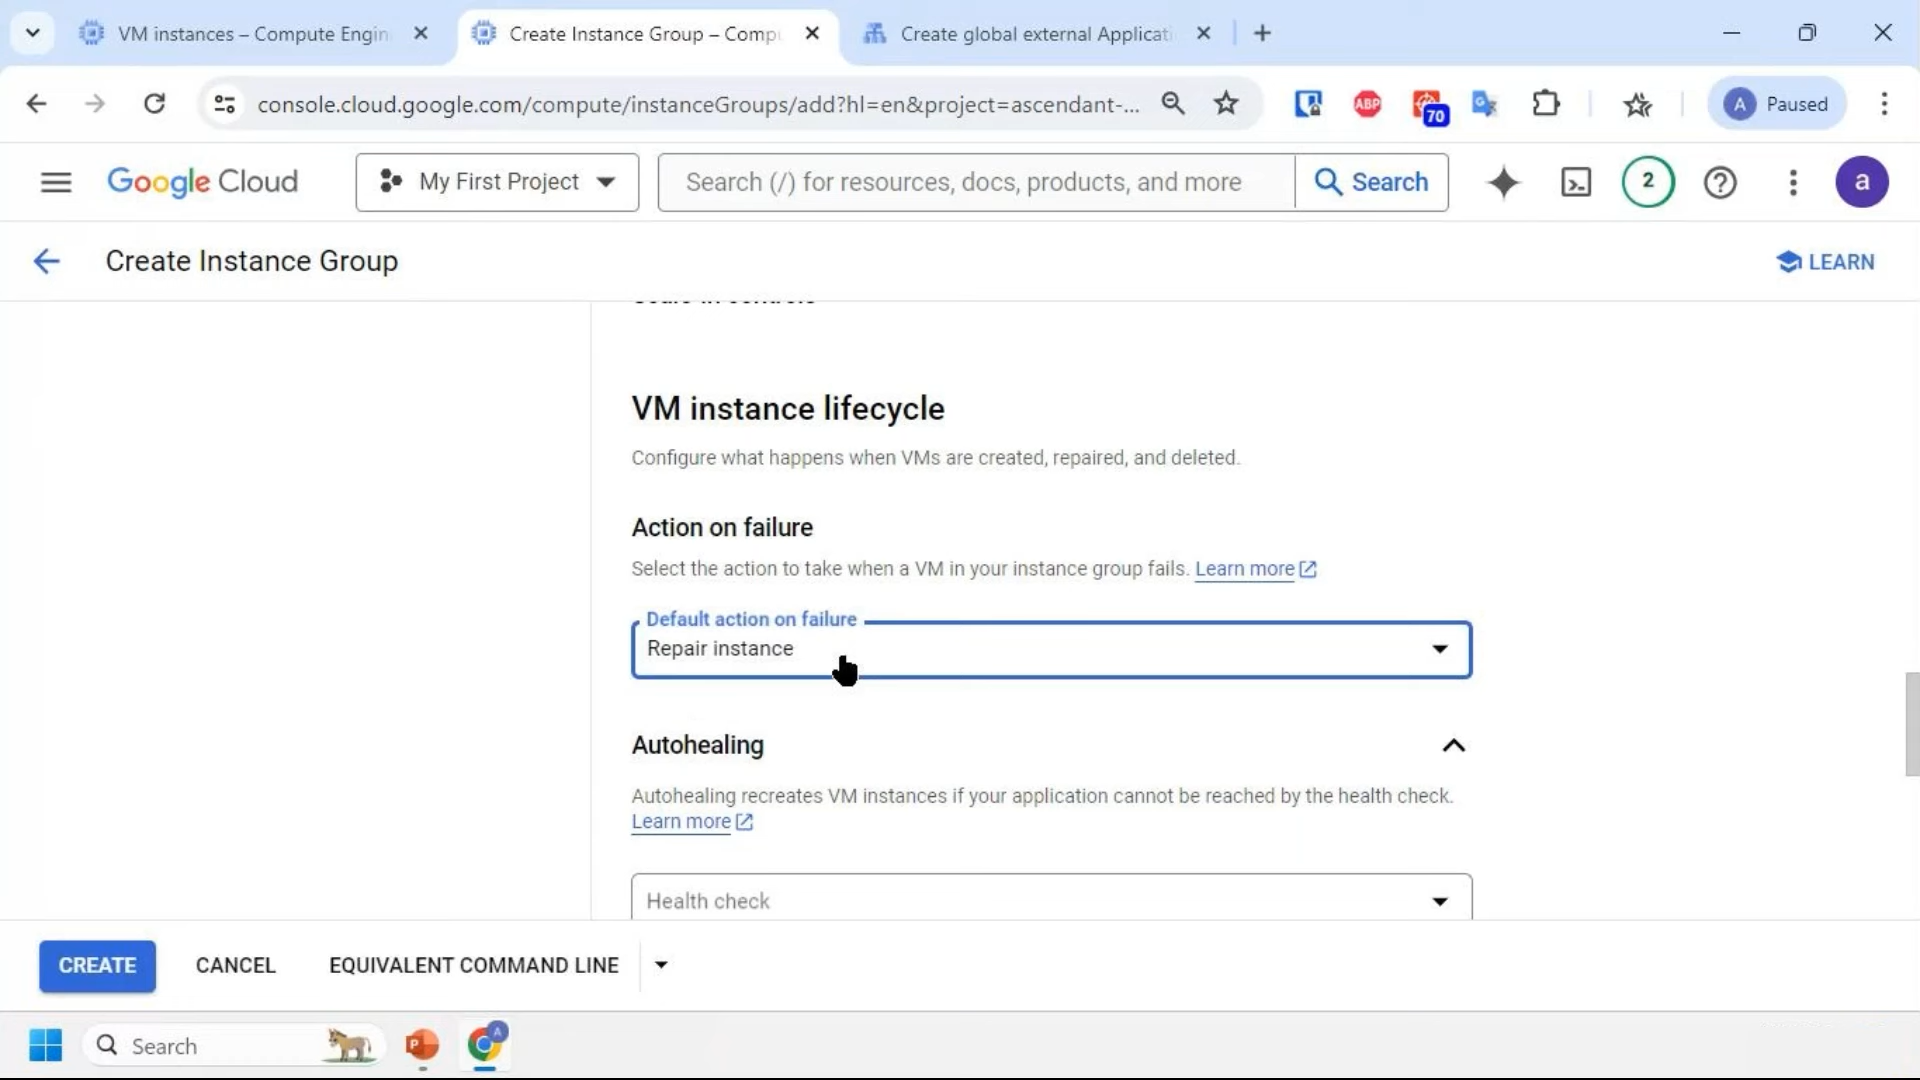 VM instances – Compute Engin
Create Instance Group – Comp
Create global external Applicati
console.cloud.google.com/compute/instanceGroups/add?hl=en&project=ascendant-...
ABP
70
A Paused
Google Cloud
My First Project
Search (/) for resources, docs, products, and more
Search
2
a
Create Instance Group
LEARN
VM instance lifecycle
Configure what happens when VMs are created, repaired, and deleted.
Action on failure
Select the action to take when a VM in your instance group fails. Learn more
Default action on failure
Repair instance
Autohealing
Autohealing recreates VM instances if your application cannot be reached by the health check.
Learn more
Health check
CREATE
CANCEL
EQUIVALENT COMMAND LINE
Search
P
A